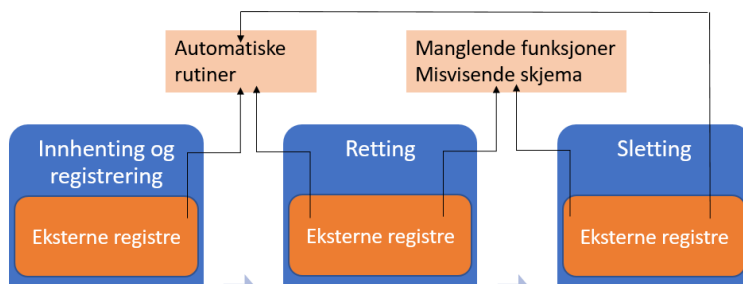 Automatiske
rutiner
Manglende funksjoner
Misvisende skjema
Innhenting og
registrering
Retting
Sletting
Eksterne registre
Eksterne registre
Eksterne registre